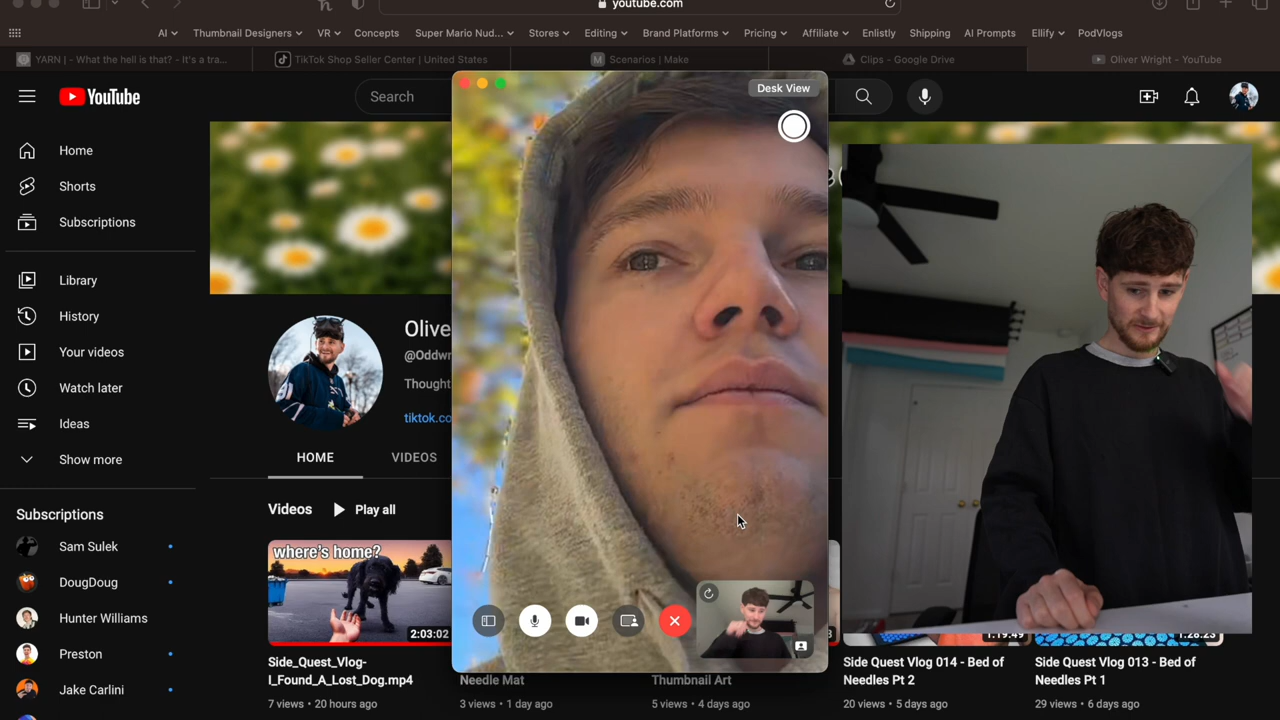 youtube.com
AI
Thumbnail Designers
VR
Concepts
Super Mario Nud...
Stores
Editing
Brand Platforms
Pricing
Affiliate
Enlistly
Shipping
AI Prompts
Ellify
PodVlogs
YARN | - What the hell is that? - It's a tra...
TikTok Shop Seller Center | United States
Scenarios | Make
Clips - Google Drive
Oliver Wright - YouTube
YouTube
Search
Desk View
Home
Shorts
Subscriptions
Library
History
Your videos
Watch later
Ideas
Show more
Subscriptions
Sam Sulek
DougDoug
Hunter Williams
Preston
Jake Carlini
Thought
tiktok.co
HOME
VIDEOS
Videos
Play all
where's home?
2:03:02
1:19:49
1:28:23
Side_Quest_Vlog-
I_Found_A_Lost_Dog.mp4
7 views • 20 hours ago
Needle Mat
3 views • 1 day ago
Thumbnail Art
5 views • 4 days ago
Side Quest Vlog 014 - Bed of
Needles Pt 2
20 views • 5 days ago
Side Quest Vlog 013 - Bed of
Needles Pt 1
29 views • 6 days ago